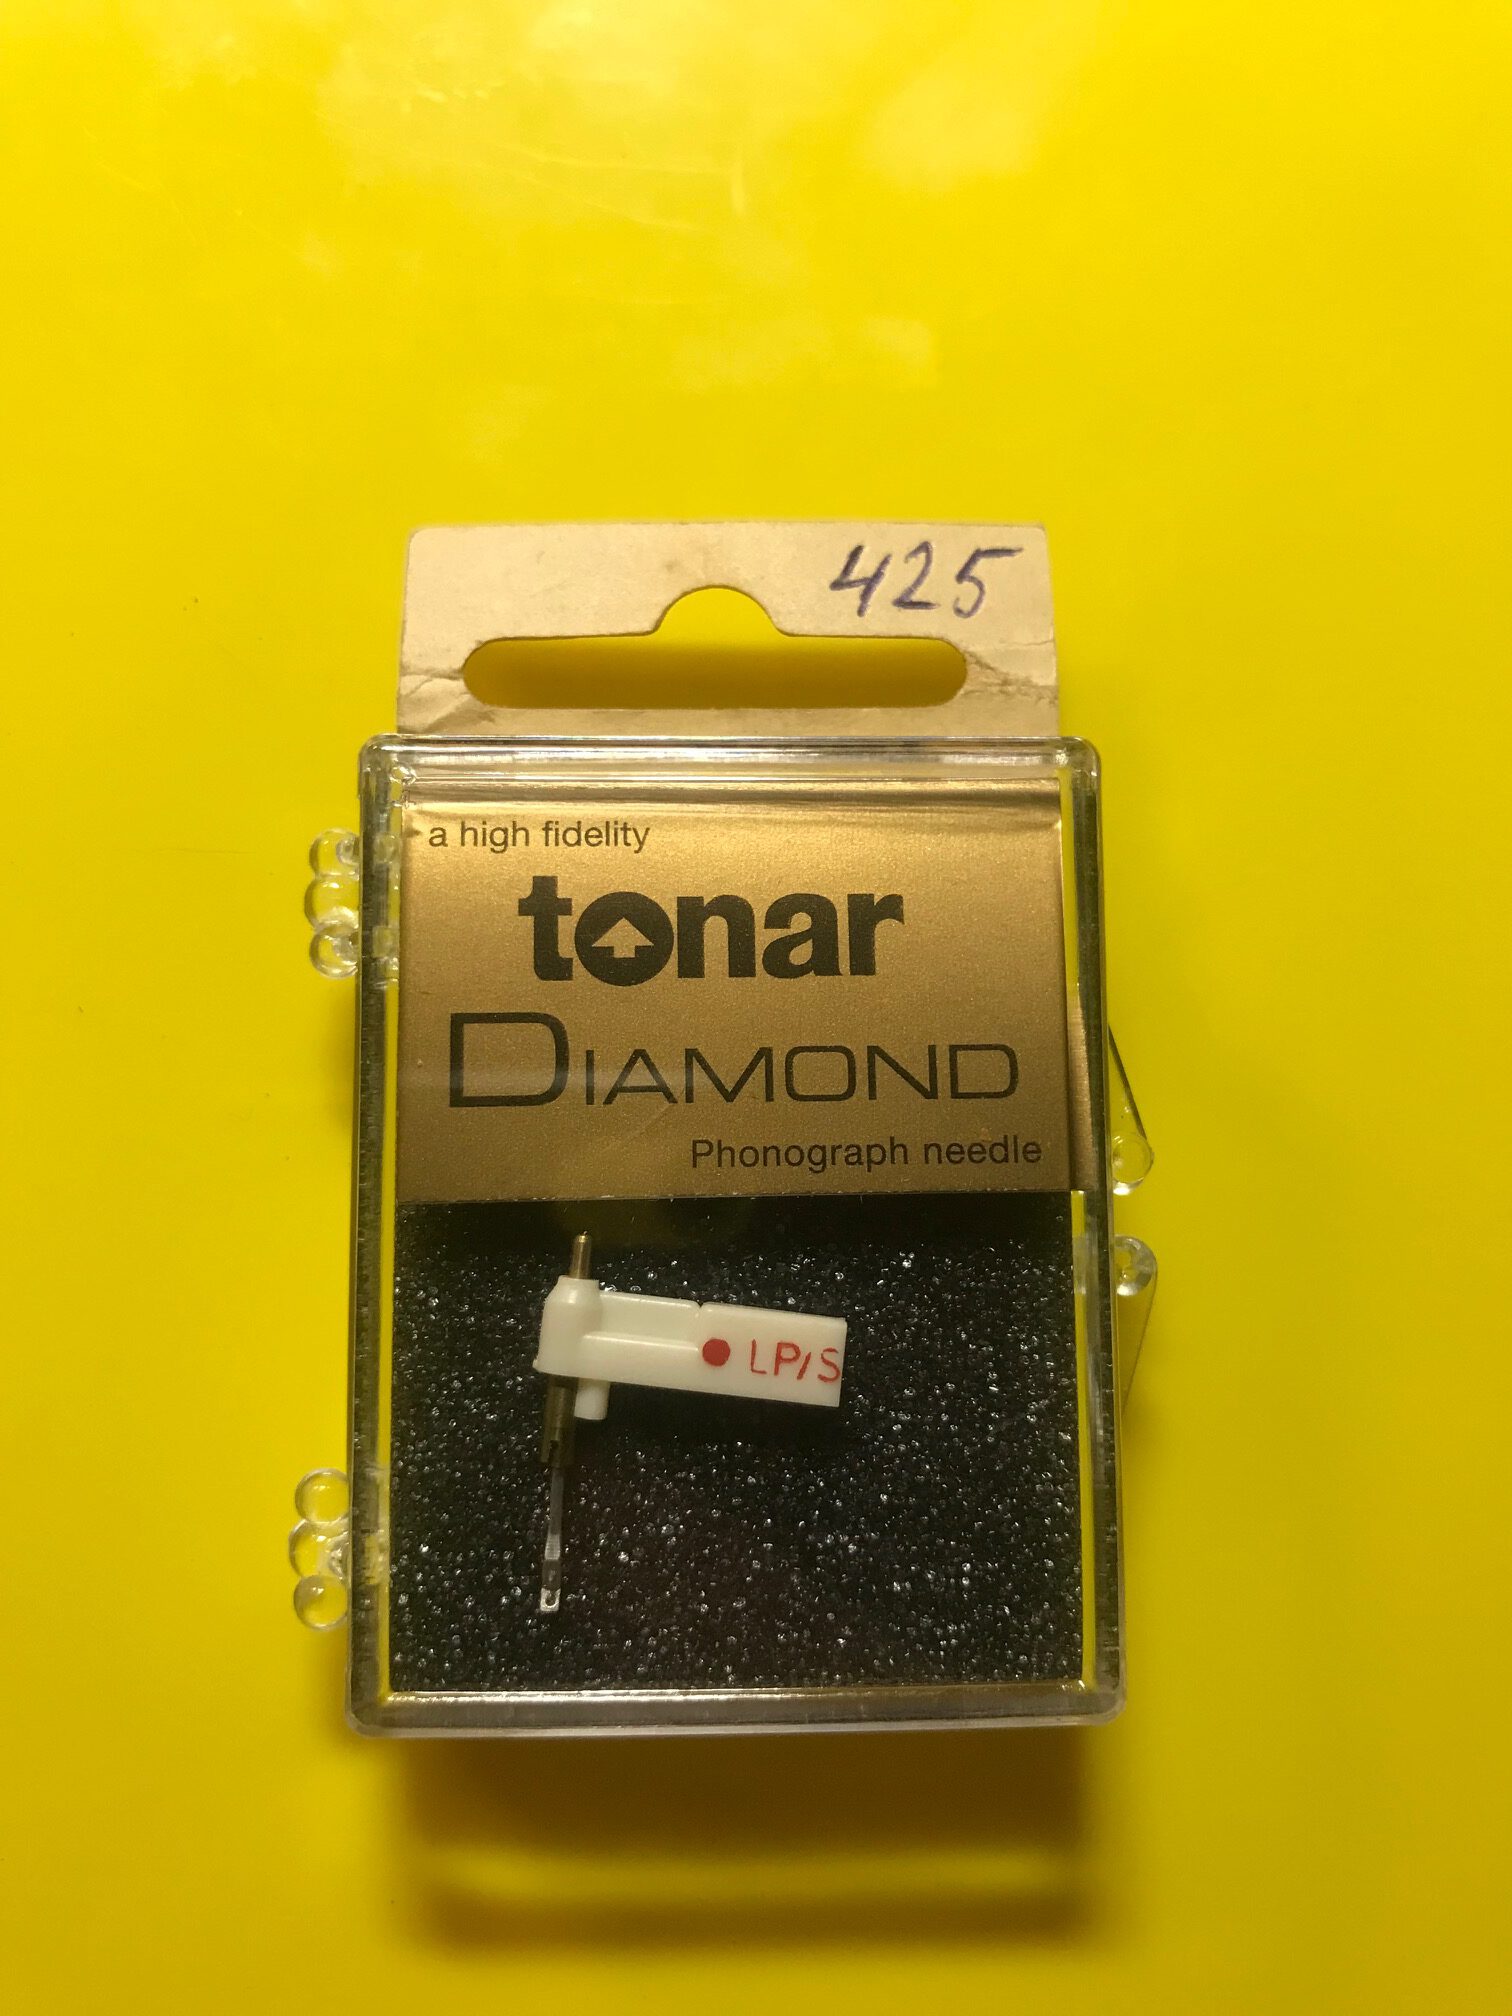 425
a high fidelity
tonar
DIAMOND
Phonograph needle
LP/S